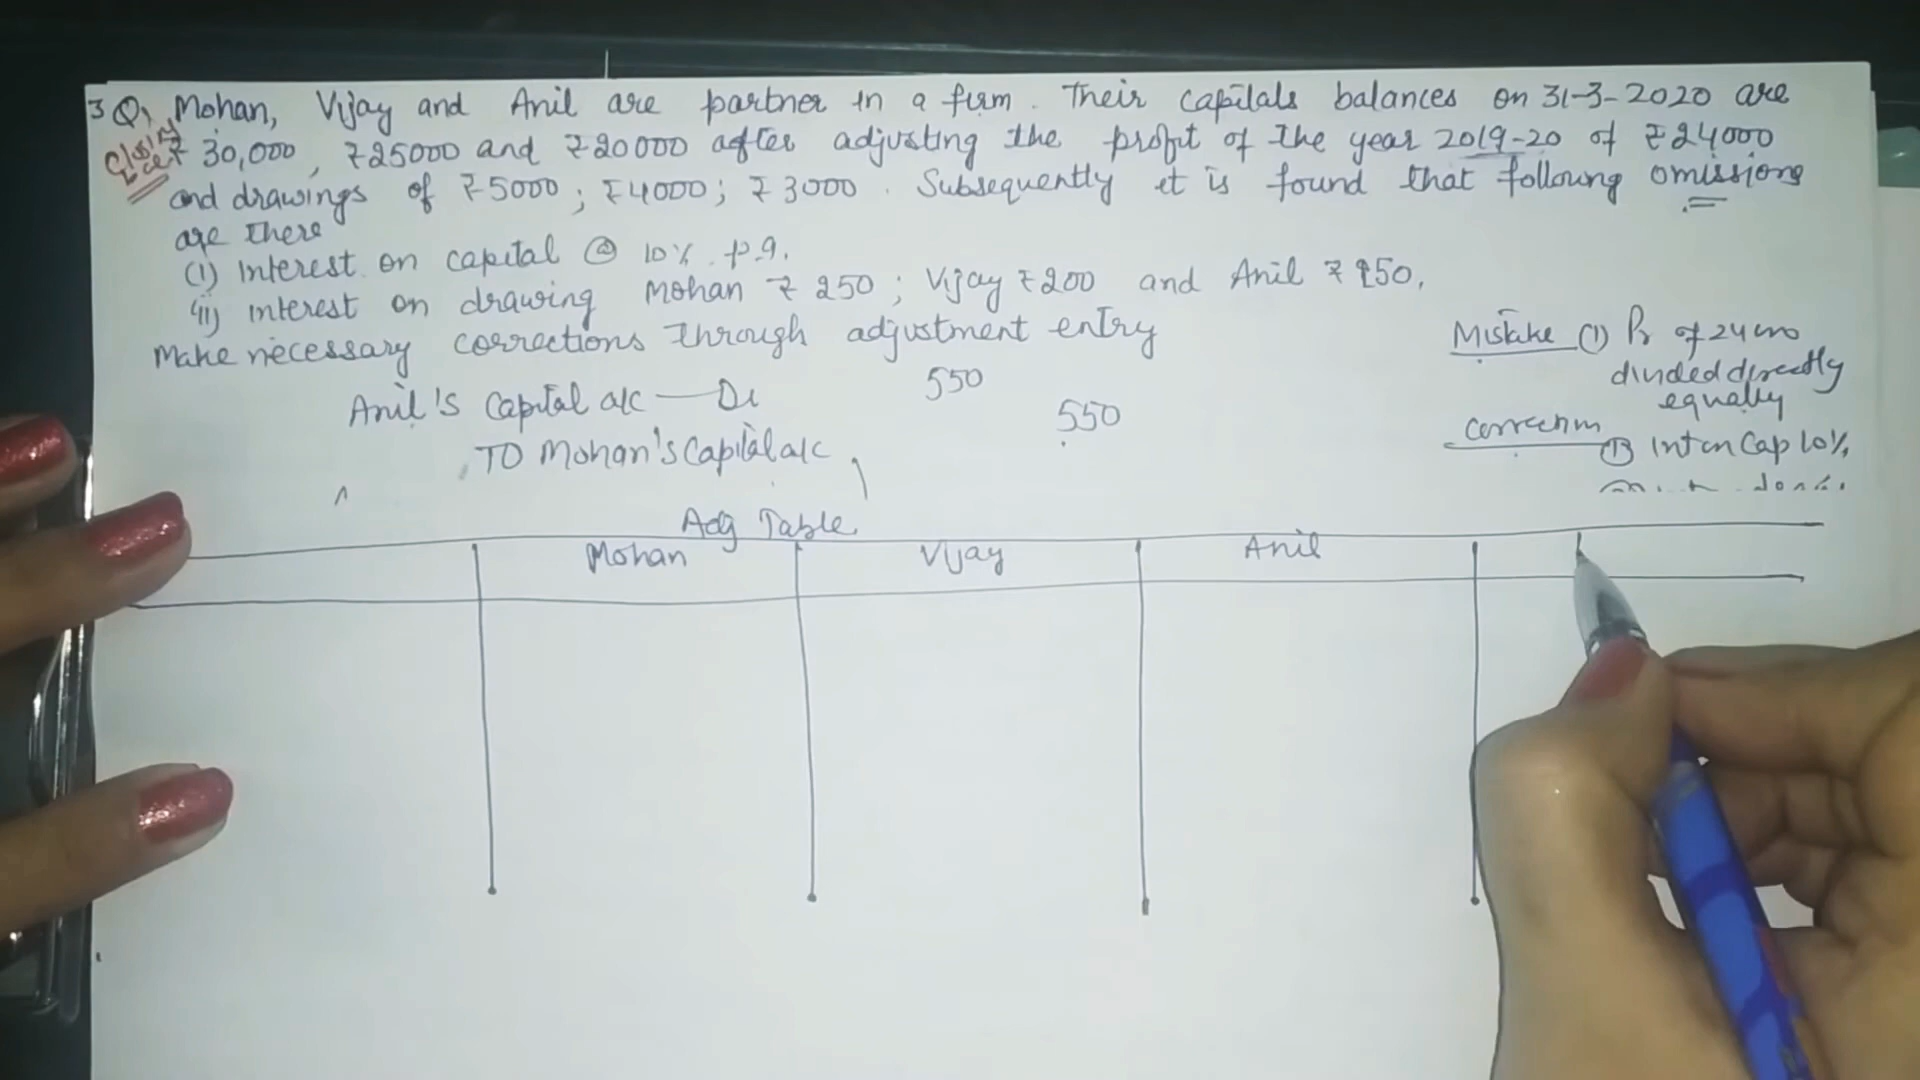 3Q, Mohan, Vijay and Anil are partner in a firm. Their capitals balances on 31-3-2020 are
Closing
₹ 30,000, ₹25000 and ₹20000 after adjusting the profit of the year 2019-20 of ₹24000
and drawings of ₹5000; ₹4000; ₹3000. Subsequently it is found that following omissions
are there
(i) Interest on capital @ 10% p.a.
(ii) Interest on drawing Mohan ₹ 250; Vijay ₹200 and Anil ₹ 150.
Make necessary corrections through adjustment entry
Mistake (1) Pr of 24000
divided directly
equally
Anil's Capital a/c — Dr 550
To Mohan's Capital a/c 550
Correction
(1) Int on Cap 10%
Adj Table
Mohan Vijay Anil